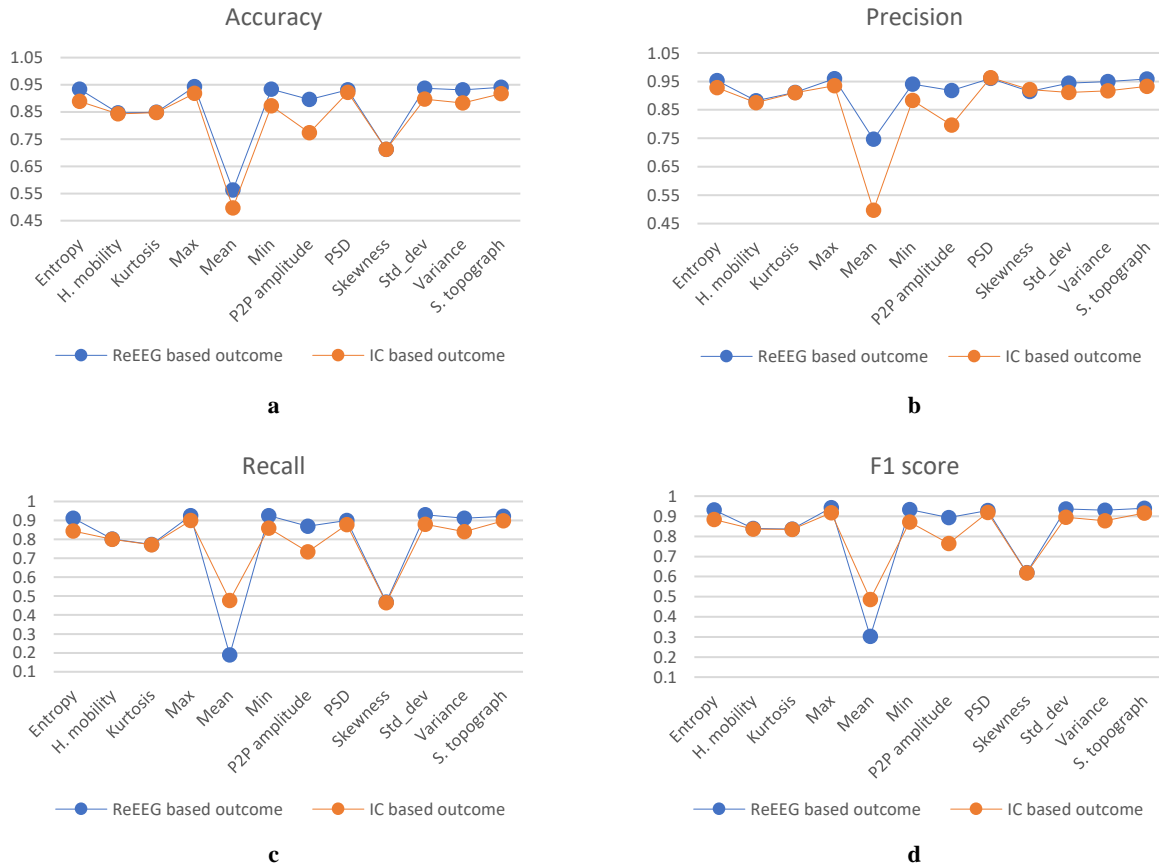 Accuracy
1.05
0.95
0.85
0.75
0.65
0.55
0.45
Entropy
H. mobility
Kurtosis
Max
Mean
Min
P2P amplitude
PSD
Skewness
Std_dev
Variance
S. topograph
ReEEG based outcome IC based outcome
a
Precision
1.05
0.95
0.85
0.75
0.65
0.55
0.45
Entropy
H. mobility
Kurtosis
Max
Mean
Min
P2P amplitude
PSD
Skewness
Std_dev
Variance
S. topograph
ReEEG based outcome IC based outcome
b
Recall
1
0.9
0.8
0.7
0.6
0.5
0.4
0.3
0.2
0.1
Entropy
H. mobility
Kurtosis
Max
Mean
Min
P2P amplitude
PSD
Skewness
Std_dev
Variance
S. topograph
ReEEG based outcome IC based outcome
c
F1 score
1
0.9
0.8
0.7
0.6
0.5
0.4
0.3
0.2
0.1
Entropy
H. mobility
Kurtosis
Max
Mean
Min
P2P amplitude
PSD
Skewness
Std_dev
Variance
S. topograph
ReEEG based outcome IC based outcome
d